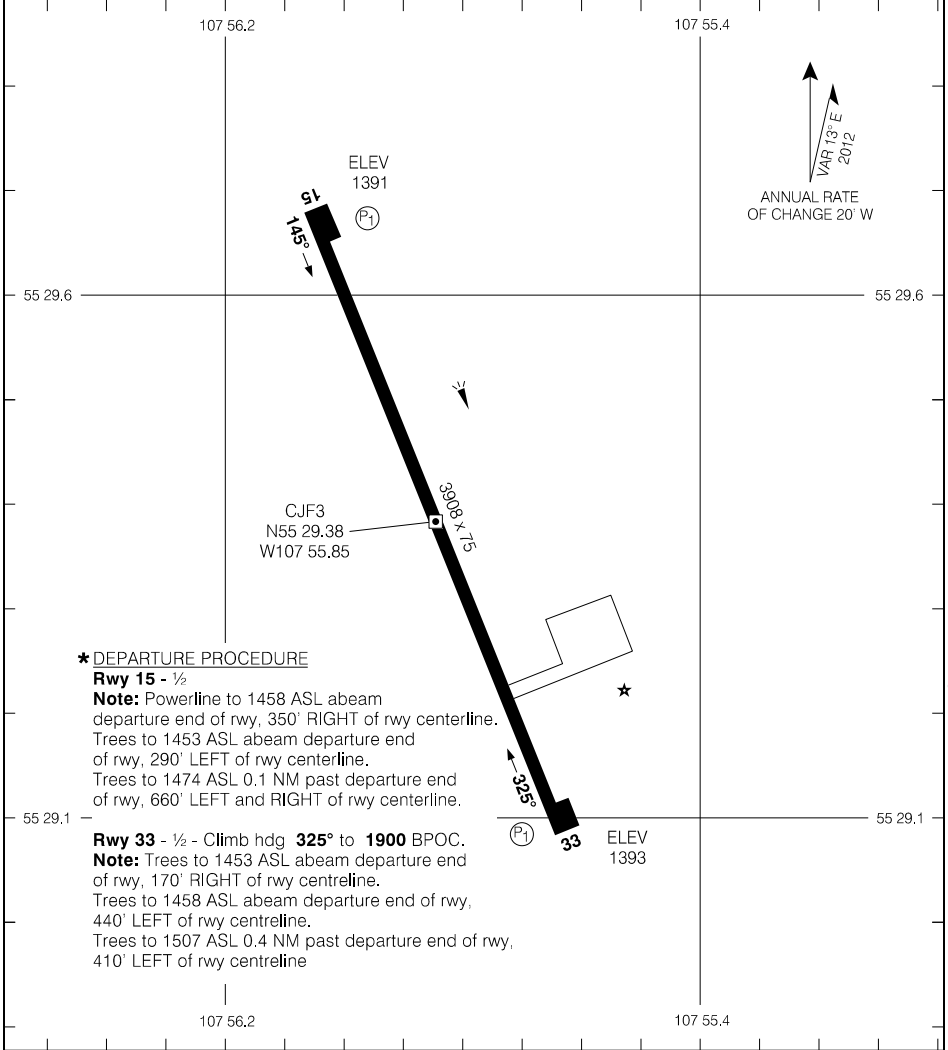 107 56.2
107 55.4
VAR 13° E
2012
ANNUAL RATE
OF CHANGE 20' W
ELEV
1391
P1
15
145°
55 29.6
55 29.6
3908 x 75
CJF3
N55 29.38
W107 55.85
* DEPARTURE PROCEDURE
Rwy 15 - ½
Note: Powerline to 1458 ASL abeam
departure end of rwy, 350' RIGHT of rwy centerline.
Trees to 1453 ASL abeam departure end
of rwy, 290' LEFT of rwy centerline.
Trees to 1474 ASL 0.1 NM past departure end
of rwy, 660' LEFT and RIGHT of rwy centerline.
325°
55 29.1
55 29.1
P1
33
ELEV
1393
Rwy 33 - ½ - Climb hdg 325° to 1900 BPOC.
Note: Trees to 1453 ASL abeam departure end
of rwy, 170' RIGHT of rwy centreline.
Trees to 1458 ASL abeam departure end of rwy,
440' LEFT of rwy centreline.
Trees to 1507 ASL 0.4 NM past departure end of rwy,
410' LEFT of rwy centreline
107 56.2
107 55.4